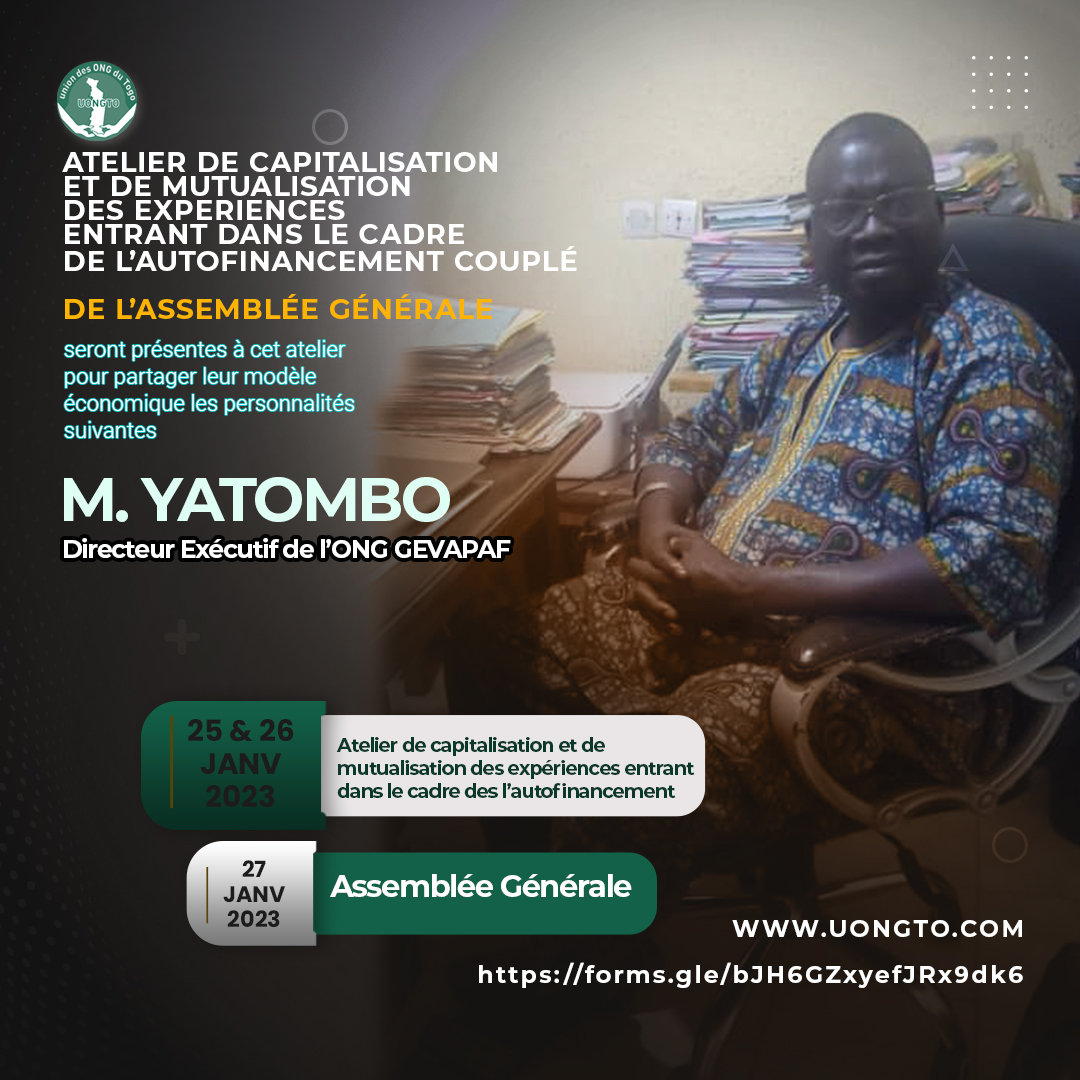 union des ONG du Togo
UONGTO
ATELIER DE CAPITALISATION
ET DE MUTUALISATION
DES EXPERIENCES
ENTRANT DANS LE CADRE
DE L'AUTOFINANCEMENT COUPLÉ
DE L'ASSEMBLÉE GÉNÉRALE
seront présentes à cet atelier
pour partager leur modèle
économique les personnalités
suivantes
M. YATOMBO
Directeur Exécutif de l'ONG GEVAPAF
25 & 26
JANV
2023
Atelier de capitalisation et de
mutualisation des expériences entrant
dans le cadre des l'autofinancement
27
JANV
2023
Assemblée Générale
WWW.UONGTO.COM
https://forms.gle/bJH6GZxyefJRx9dk6